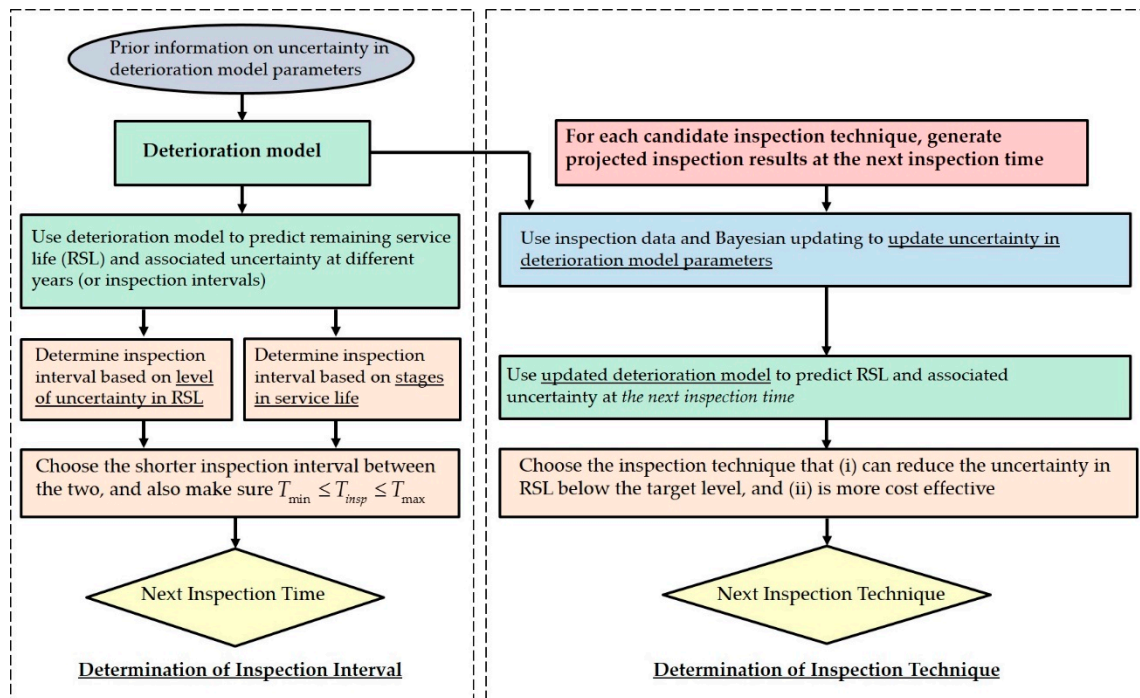 Prior information on uncertainty in
deterioration model parameters
Deterioration model
Use deterioration model to predict remaining service
life (RSL) and associated uncertainty at different
years (or inspection intervals)
Determine inspection
interval based on level
of uncertainty in RSL
Determine inspection
interval based on stages
in service life
Choose the shorter inspection interval between
the two, and also make sure T_min ≤ T_insp ≤ T_max
Next Inspection Time
Determination of Inspection Interval
For each candidate inspection technique, generate
projected inspection results at the next inspection time
Use inspection data and Bayesian updating to update uncertainty in
deterioration model parameters
Use updated deterioration model to predict RSL and associated
uncertainty at the next inspection time
Choose the inspection technique that (i) can reduce the uncertainty in
RSL below the target level, and (ii) is more cost effective
Next Inspection Technique
Determination of Inspection Technique